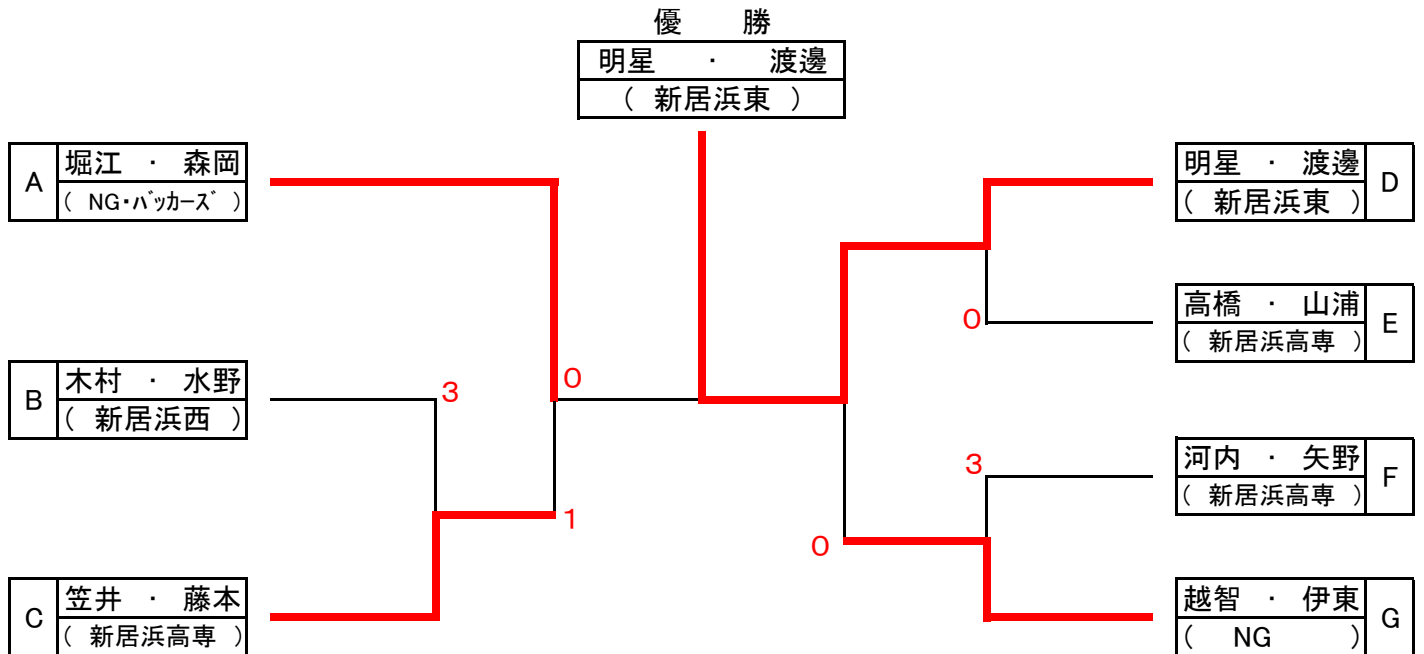 優　　勝
明星　・　渡邊
（ 新居浜東 ）
A
堀江 ・ 森岡
（ NG・ﾊﾞｯカーズ ）
B
木村 ・ 水野
（ 新居浜西 ）
C
笠井 ・ 藤本
（ 新居浜高専 ）
3
0
1
0
3
0
明星 ・ 渡邊
（ 新居浜東 ）
D
高橋 ・ 山浦
（ 新居浜高専 ）
E
河内 ・ 矢野
（ 新居浜高専 ）
F
越智 ・ 伊東
（ NG ）
G